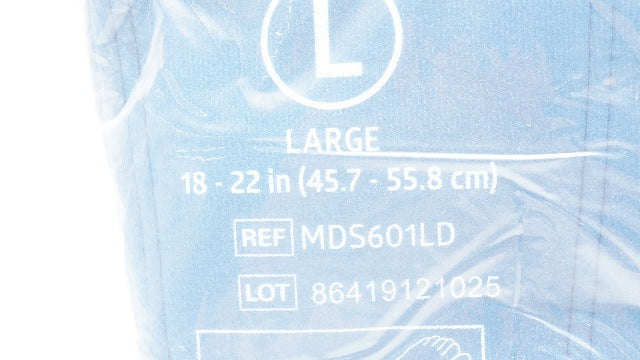 L
LARGE
18 - 22 in (45.7 - 55.8 cm)
REF MDS601LD
LOT 86419121025